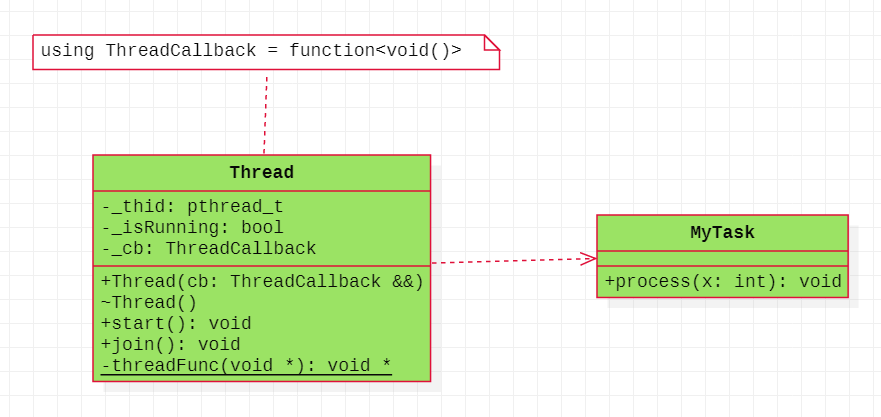 using ThreadCallback = function<void()>
Thread
-_thid: pthread_t
-_isRunning: bool
-_cb: ThreadCallback
+Thread(cb: ThreadCallback &&)
~Thread()
+start(): void
+join(): void
-threadFunc(void *): void *
MyTask
+process(x: int): void